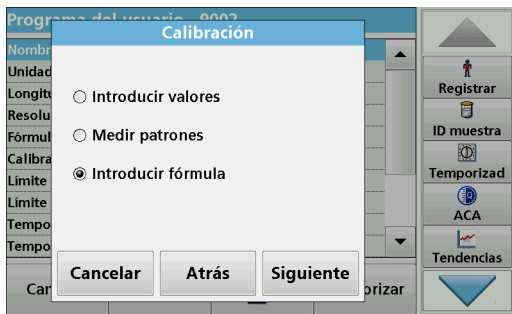 Programa del usuario 9002
Calibración
Nombr
Unidad
Longitu
Resolu
Fórmul
Calibra
Límite
Límite
Tempo
Tempo
Introducir valores
Medir patrones
Introducir fórmula
Cancelar Atrás Siguiente
Can
orizar
Registrar
ID muestra
Temporizad
ACA
Tendencias